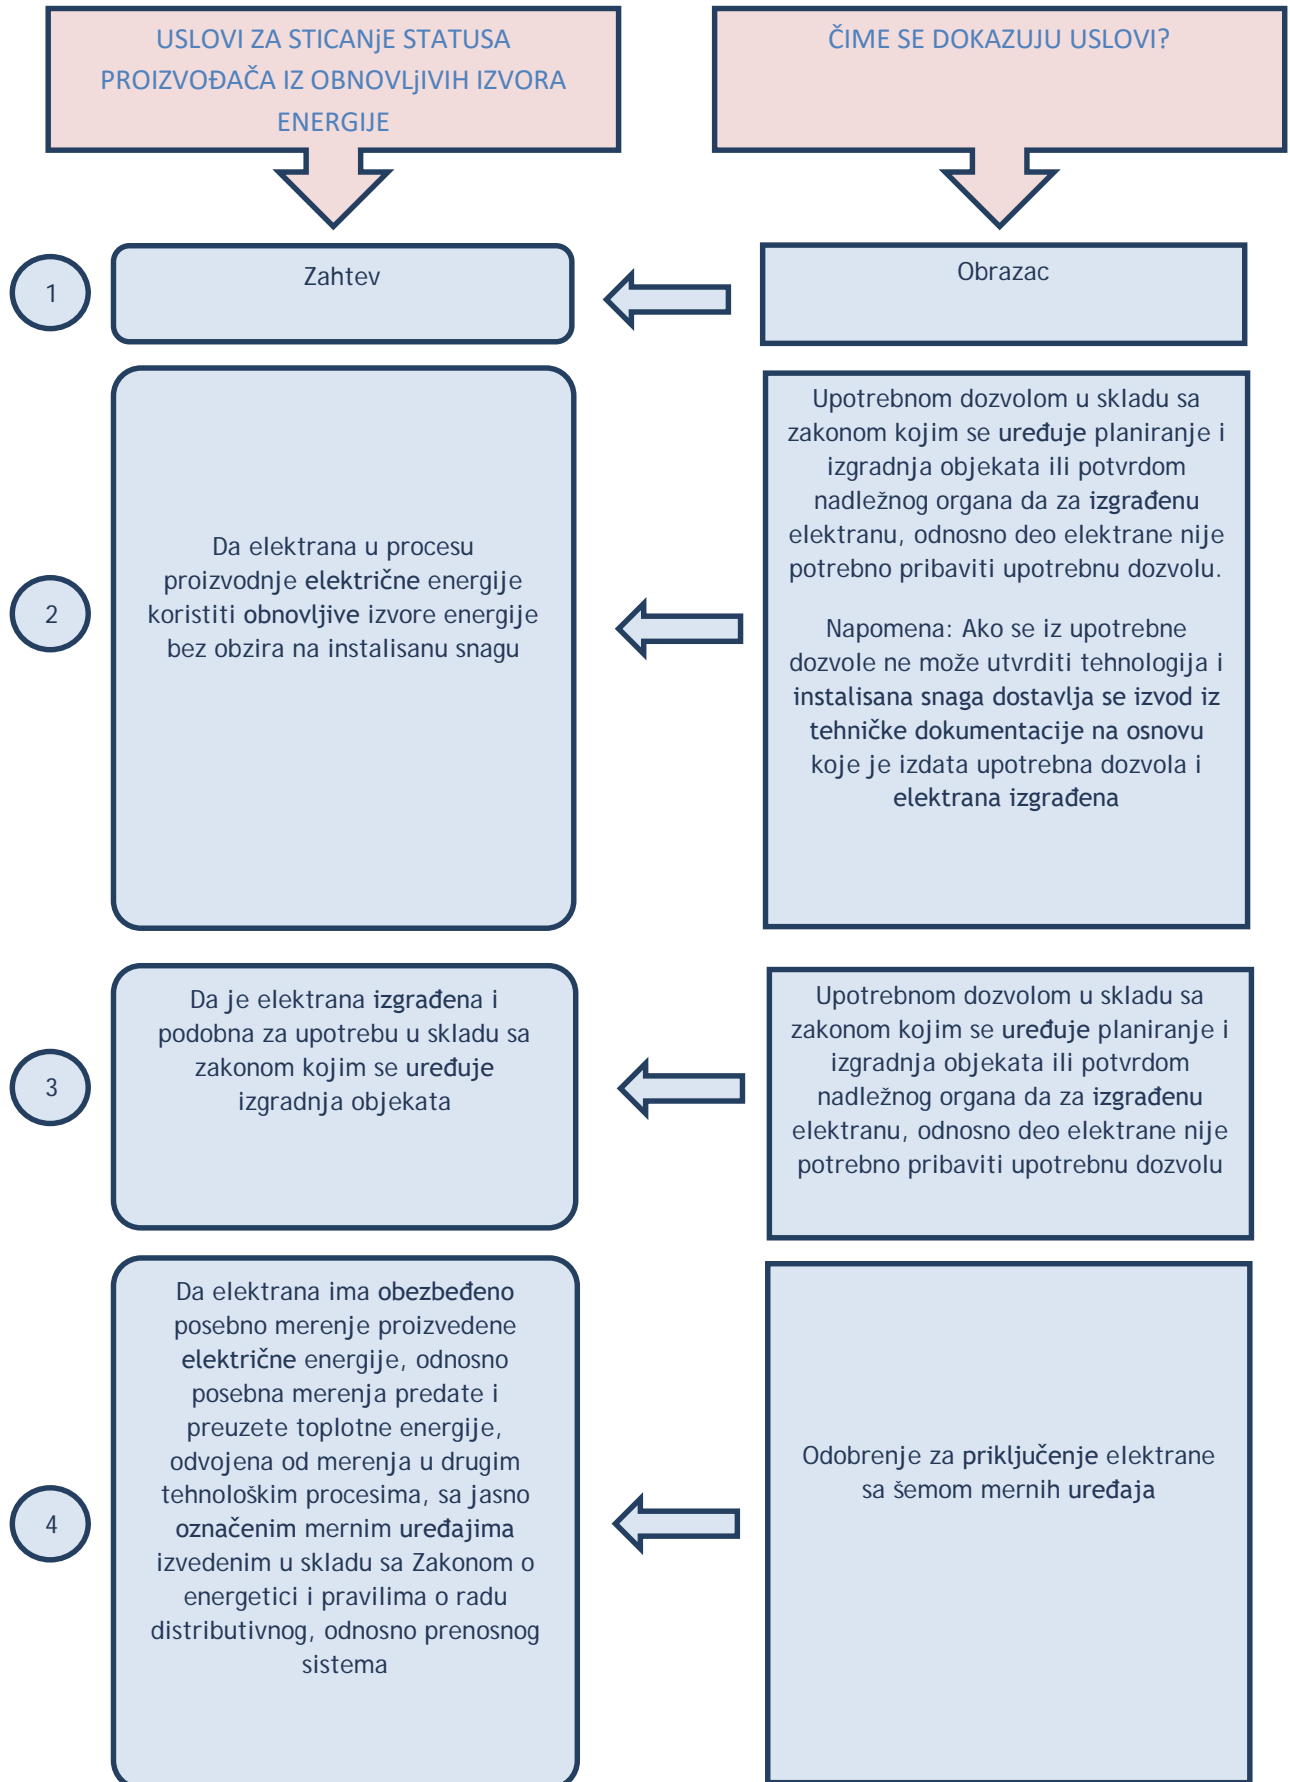 USLOVI ZA STICANjE STATUSA
PROIZVOĐAČA IZ OBNOVLjIVIH IZVORA
ENERGIJE
ČIME SE DOKAZUJU USLOVI?
1
Zahtev
Obrazac
2
Da elektrana u procesu
proizvodnje električne energije
koristiti obnovljive izvore energije
bez obzira na instalisanu snagu
Upotrebnom dozvolom u skladu sa
zakonom kojim se uređuje planiranje i
izgradnja objekata ili potvrdom
nadležnog organa da za izgrađenu
elektranu, odnosno deo elektrane nije
potrebno pribaviti upotrebnu dozvolu.
Napomena: Ako se iz upotrebne
dozvole ne može utvrditi tehnologija i
instalisana snaga dostavlja se izvod iz
tehničke dokumentacije na osnovu
koje je izdata upotrebna dozvola i
elektrana izgrađena
3
Da je elektrana izgrađena i
podobna za upotrebu u skladu sa
zakonom kojim se uređuje
izgradnja objekata
Upotrebnom dozvolom u skladu sa
zakonom kojim se uređuje planiranje i
izgradnja objekata ili potvrdom
nadležnog organa da za izgrađenu
elektranu, odnosno deo elektrane nije
potrebno pribaviti upotrebnu dozvolu
4
Da elektrana ima obezbeđeno
posebno merenje proizvedene
električne energije, odnosno
posebna merenja predate i
preuzete toplotne energije,
odvojena od merenja u drugim
tehnološkim procesima, sa jasno
označenim mernim uređajima
izvedenim u skladu sa Zakonom o
energetici i pravilima o radu
distributivnog, odnosno prenosnog
sistema
Odobrenje za priključenje elektrane
sa šemom mernih uređaja